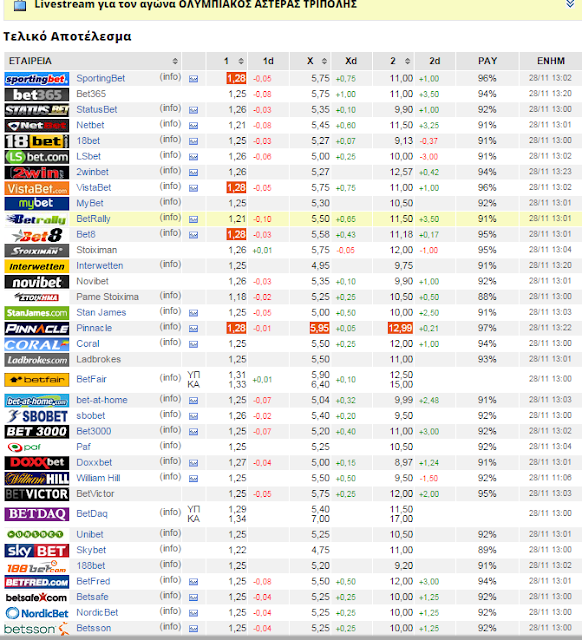 Livestream για τον αγώνα ΟΛΥΜΠΙΑΚΟΣ ΑΣΤΕΡΑΣ ΤΡΙΠΟΛΗΣ
Τελικό Αποτέλεσμα
ΕΤΑΙΡΕΙΑ 1 1d X Xd 2 2d PAY ΕΝΗΜ
sportingbet SportingBet (info) 1,28 -0,05 5,75 +0,75 11,00 +1,00 96% 28/11 13:02
bet365 Bet365 1,25 -0,08 5,75 +1,00 11,00 +3,50 94% 28/11 13:20
STATUSBET StatusBet (info) 1,26 -0,03 5,35 +0,10 9,90 +1,00 92% 28/11 13:00
NetBet Netbet (info) 1,21 -0,08 5,45 +0,60 11,50 +3,25 91% 28/11 13:01
18bet 18bet (info) 1,25 -0,03 5,27 +0,07 9,13 -0,37 91% 28/11 13:00
LSbet.com LSbet (info) 1,26 -0,06 5,00 +0,25 10,00 -3,00 91% 28/11 13:02
2win 2winbet (info) 1,26 5,27 12,57 +0,42 94% 28/11 13:23
VistaBet.com VistaBet (info) 1,28 -0,05 5,75 +0,75 11,00 +1,00 96% 28/11 13:02
mybet MyBet (info) 1,25 5,30 10,50 92% 28/11 13:01
Betrally BetRally (info) 1,21 -0,10 5,50 +0,65 11,50 +3,50 91% 28/11 13:01
Bet8 Bet8 (info) 1,28 -0,03 5,58 +0,43 11,18 +0,17 95% 28/11 13:01
STOIXIMAN Stoiximan 1,26 +0,01 5,75 -0,05 12,00 -1,00 95% 28/11 13:04
interwetten Interwetten (info) 1,25 4,95 9,75 91% 28/11 13:20
novibet Novibet 1,26 -0,03 5,35 +0,10 9,90 +1,00 92% 28/11 13:01
ΣΤΟΙΧΗΜΑ Pame Stoixima (info) 1,18 -0,02 5,25 +0,25 10,50 +0,50 88% 28/11 13:00
StanJames.com Stan James (info) 1,25 -0,05 5,00 +0,50 10,00 +2,50 91% 28/11 13:03
PINNACLE Pinnacle (info) 1,28 -0,01 5,95 +0,05 12,99 +0,21 97% 28/11 13:22
CORAL Coral (info) 1,25 5,50 +0,25 12,00 +1,00 94% 28/11 13:00
Ladbrokes.com Ladbrokes 1,25 5,50 11,00 93% 28/11 13:01
betfair BetFair (info) ΥΠ 1,31 +0,01 5,90 +0,10 12,50 28/11 13:00
ΚΑ 1,33 6,40 15,00
bet-at-home.com bet-at-home (info) 1,25 -0,07 5,04 +0,32 9,99 +2,48 91% 28/11 13:03
SBOBET sbobet (info) 1,26 -0,02 5,40 +0,20 9,50 92% 28/11 13:00
BET 3000 Bet3000 (info) 1,25 -0,07 5,20 +0,40 11,00 +3,00 92% 28/11 13:02
paf Paf (info) 1,25 5,25 10,50 92% 28/11 13:04
DOXXbet Doxxbet (info) 1,27 -0,04 5,00 +0,15 8,97 +1,24 91% 28/11 13:01
William HILL William Hill (info) 1,25 5,50 9,50 -1,50 92% 28/11 11:06
BETVICTOR BetVictor (info) 1,25 -0,05 5,75 +0,25 12,00 +2,00 95% 28/11 13:03
BETDAQ BetDaq (info) ΥΠ 1,29 5,40 11,50 28/11 13:00
ΚΑ 1,34 7,00 17,00
UNIBET Unibet (info) 1,25 5,25 10,50 92% 28/11 13:01
sky BET Skybet (info) 1,22 4,75 11,00 89% 28/11 13:00
188bet.com 188bet (info) 1,25 5,20 9,20 91% 28/11 13:01
BETFRED.COM BetFred (info) 1,25 -0,08 5,50 +0,50 12,00 +3,00 94% 28/11 13:01
betsafe.com Betsafe (info) 1,25 -0,04 5,25 +0,25 10,00 +1,25 92% 28/11 13:01
NordicBet Nordic Bet (info) 1,25 -0,04 5,25 +0,25 10,00 +1,25 92% 28/11 13:01
betsson Betsson (info) 1,25 -0,04 5,25 +0,25 10,00 +1,25 92% 28/11 13:01